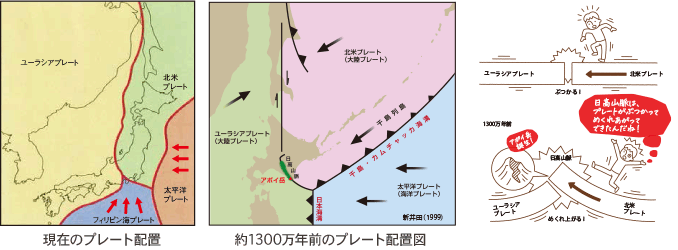 ユーラシアプレート
北米
プレート
太平洋
プレート
フィリピン海プレート
現在のプレート配置
北米プレート
(大陸プレート)
千島列島
千島・カムチャッカ海溝
ユーラシアプレート
(大陸プレート)
日高山脈
アポイ岳
太平洋プレート
(海洋プレート)
日本海溝
新井田(1999)
約1300万年前のプレート配置図
ユーラシアプレート
北米プレート
ぶつかる!
日高山脈は、
プレートがぶつかって
めくれあがって
できたんだね!
1300万年前
アポイ岳
誕生!
日高山脈
ユーラシア
プレート
北米
プレート
めくれ上がる!